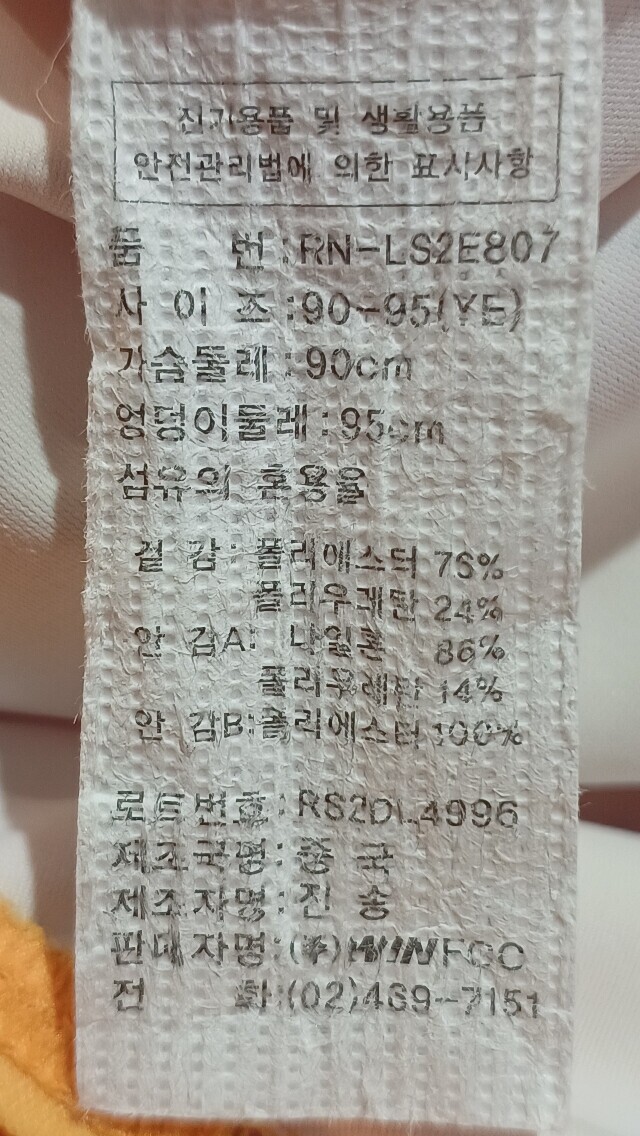 전기용품 및 생활용품
안전관리법에 의한 표시사항
품 번:RN-LS2E807
사 이 즈:90-95(YE)
가슴둘레:90cm
엉덩이둘레:95cm
섬유의 혼용율
겉 감: 폴리에스터 76%
폴리우레탄 24%
안 감A: 나일론 86%
폴리우레탄 14%
안 감B:폴리에스터 100%
로트번호:RS2DL4996
제조국명:중 국
제조자명:진 송
판매자명:(주)
전 화:(02)469-7151